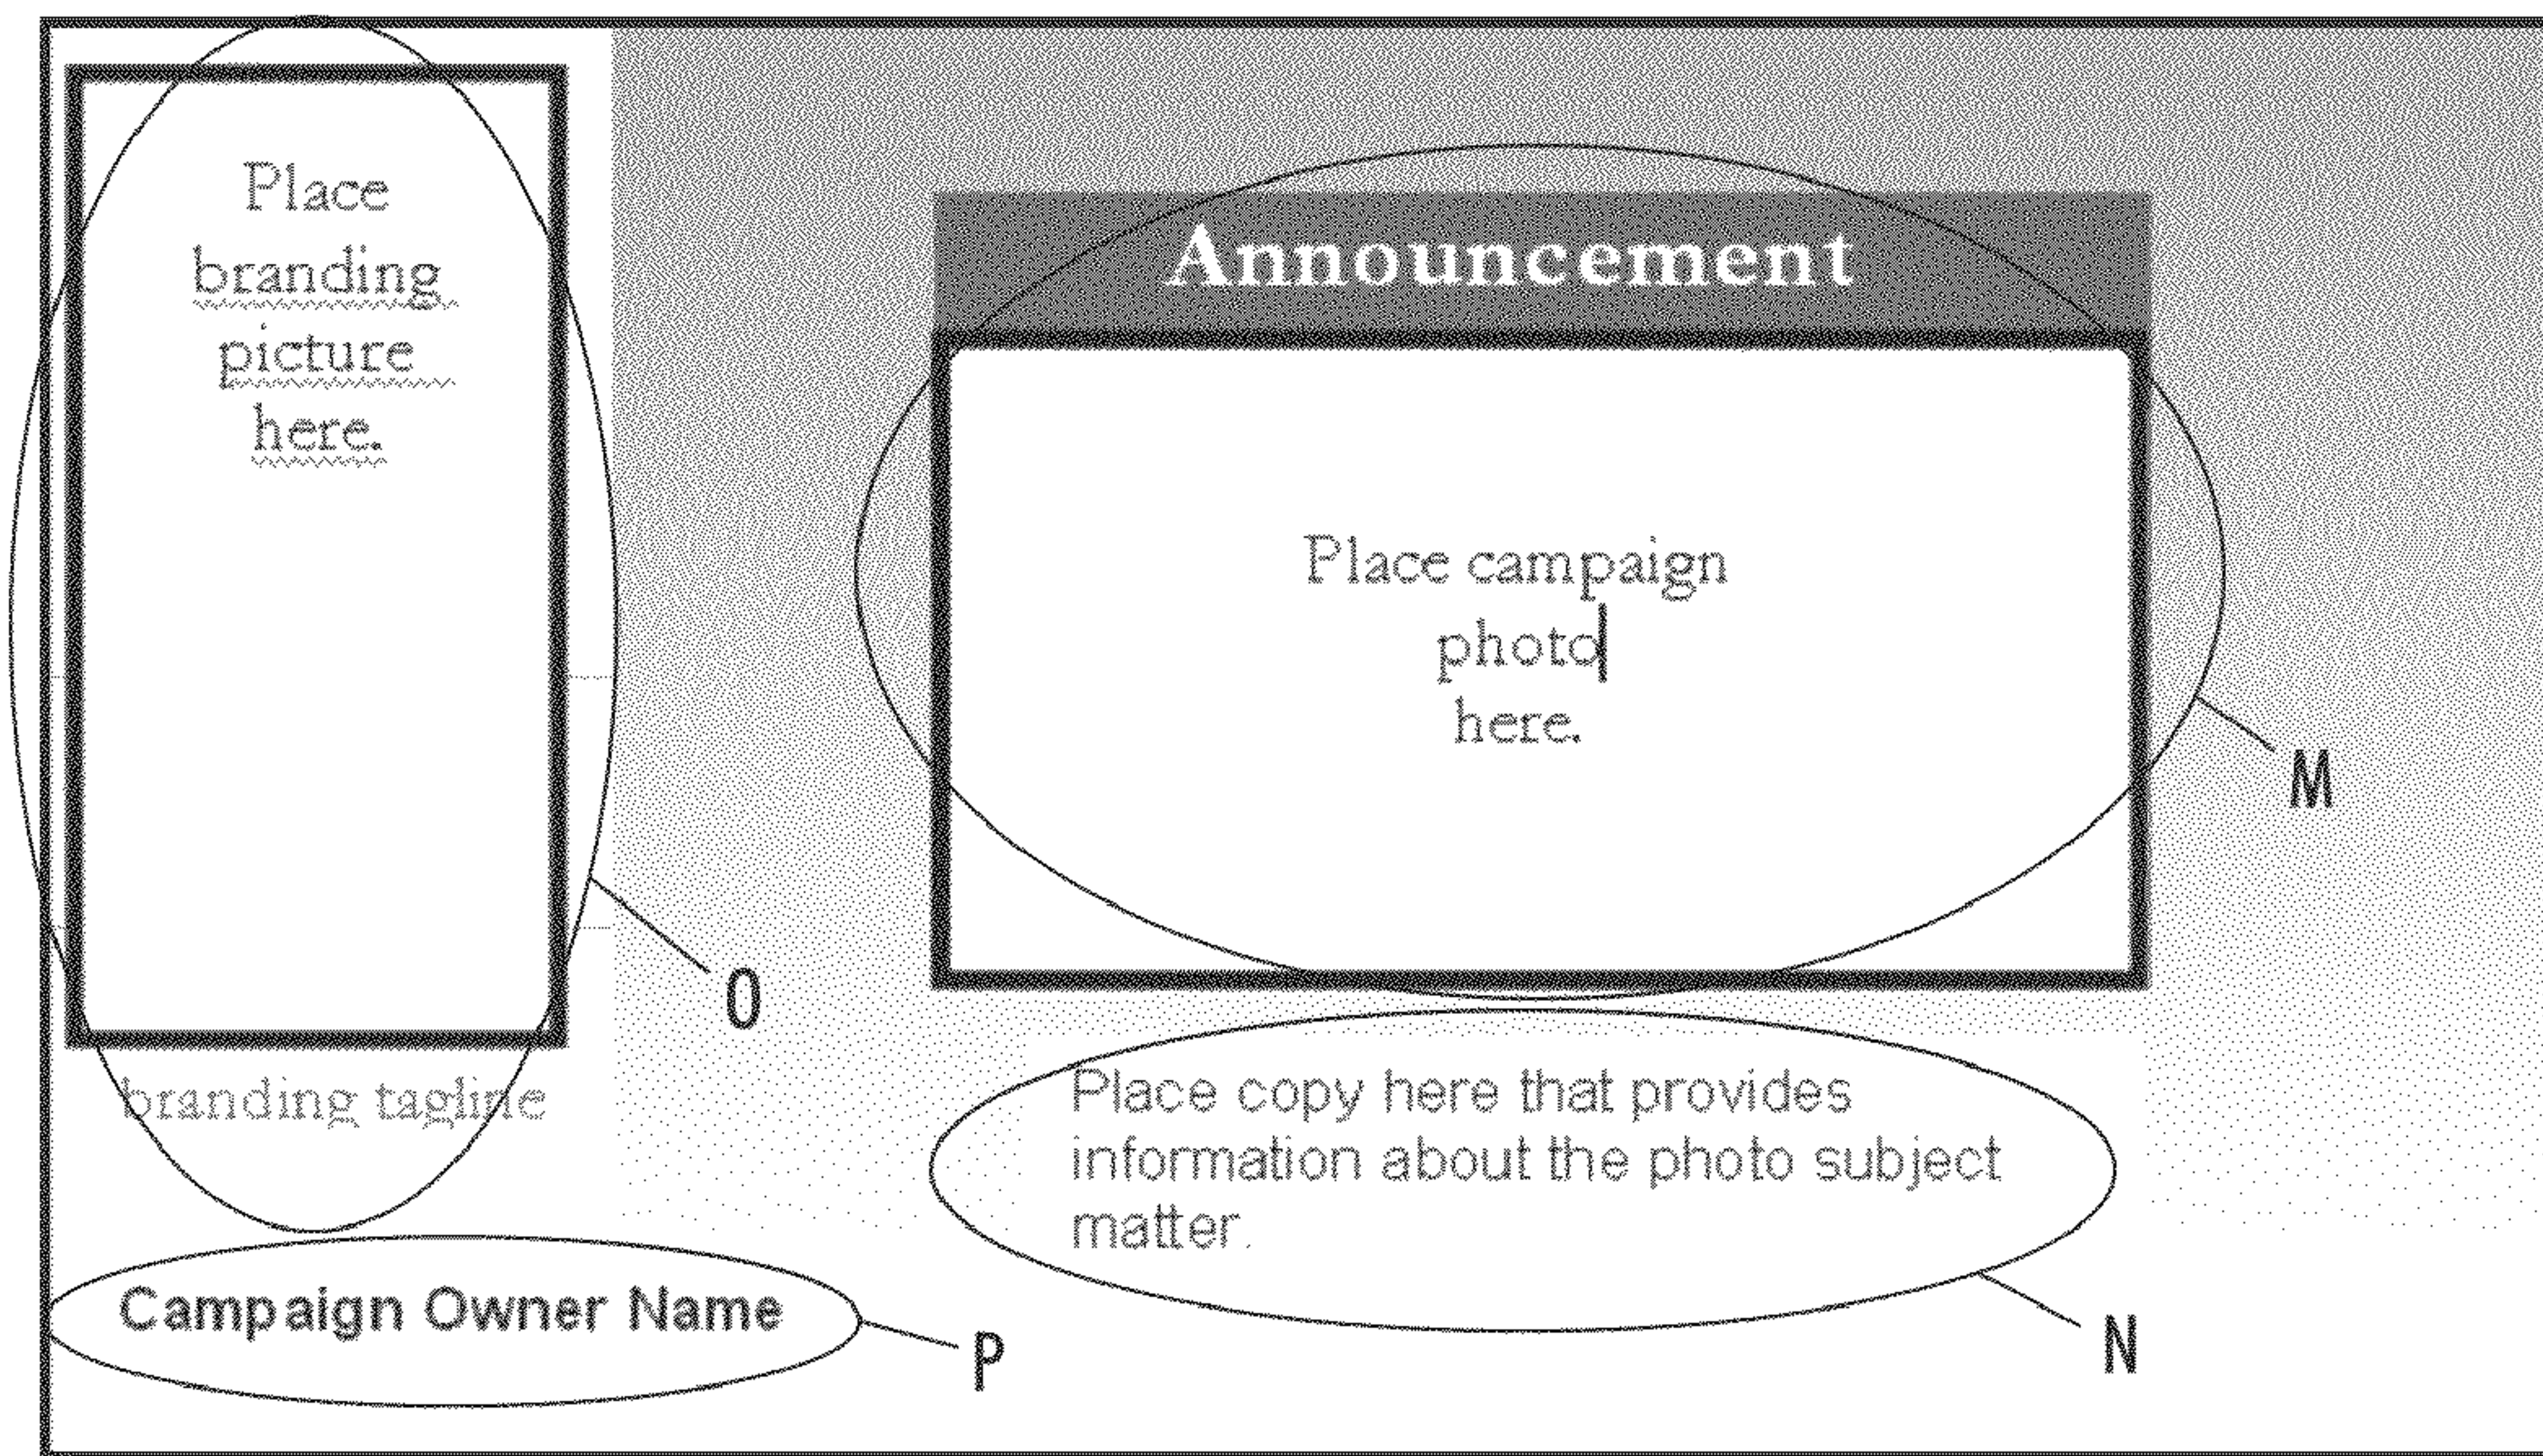 Place
branding
picture
here.
branding tagline
Campaign Owner Name
Announcement
Place campaign
photo
here.
Place copy here that provides
information about the photo subject
matter.
O
M
N
P